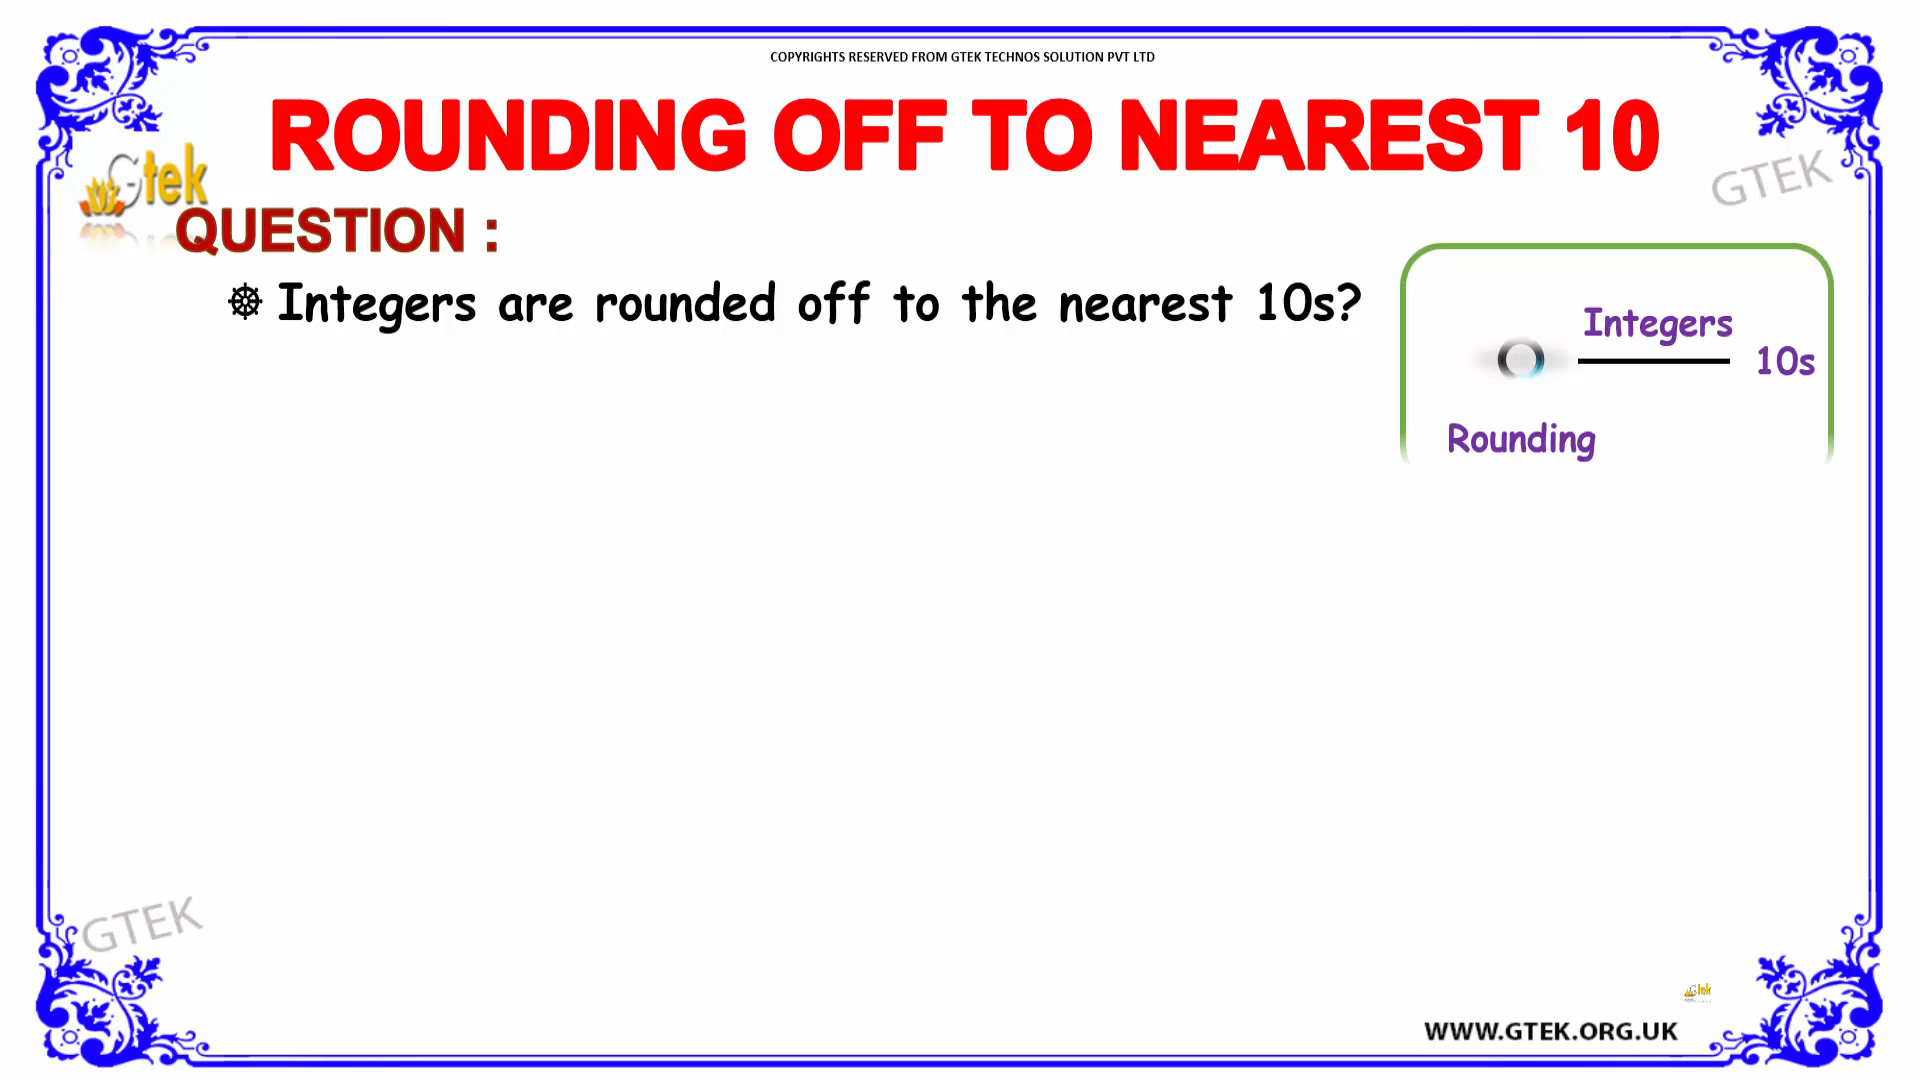 COPYRIGHTS RESERVED FROM GTEK TECHNOS SOLUTION PVT LTD
ROUNDING OFF TO NEAREST 10
Gtek
GTEK
QUESTION :
Integers are rounded off to the nearest 10s?
Integers
10s
Rounding
GTEK
Gtek
WWW.GTEK.ORG.UK